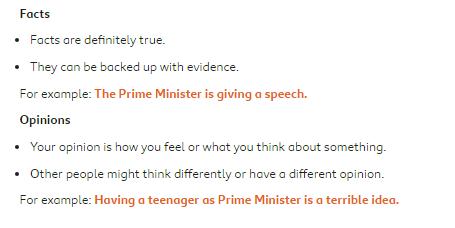 Facts
• Facts are definitely true.
• They can be backed up with evidence.
For example: The Prime Minister is giving a speech.
Opinions
• Your opinion is how you feel or what you think about something.
• Other people might think differently or have a different opinion.
For example: Having a teenager as Prime Minister is a terrible idea.